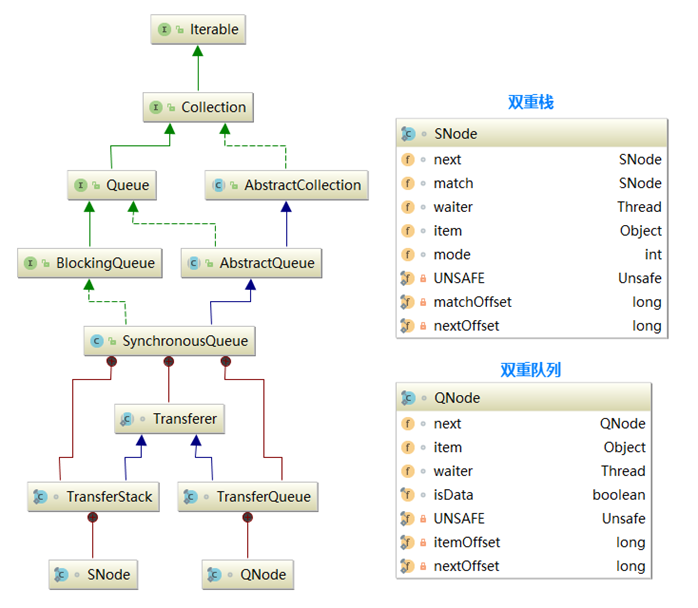 Iterable
Collection
Queue
AbstractCollection
BlockingQueue
AbstractQueue
SynchronousQueue
Transferer
TransferStack
TransferQueue
SNode
QNode
双重栈
SNode
next SNode
match SNode
waiter Thread
item Object
mode int
UNSAFE Unsafe
matchOffset long
nextOffset long
双重队列
QNode
next QNode
item Object
waiter Thread
isData boolean
UNSAFE Unsafe
itemOffset long
nextOffset long